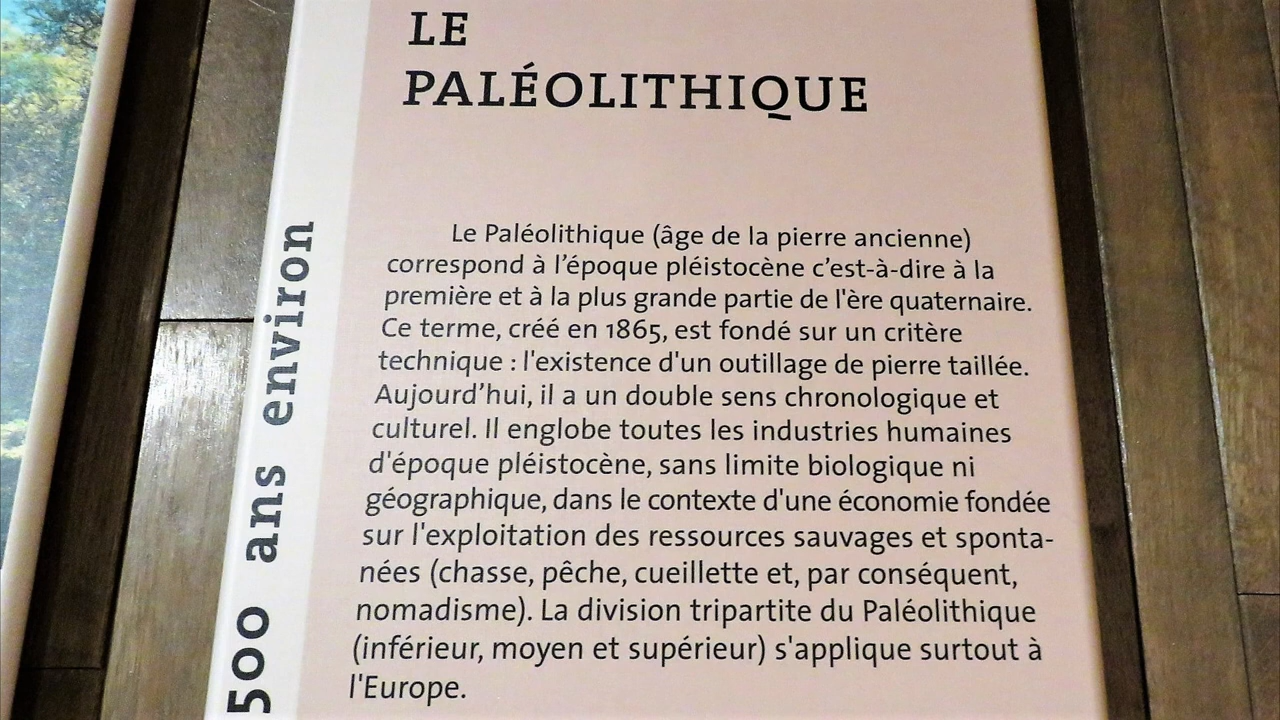 LE
PALÉOLITHIQUE
Le Paléolithique (âge de la pierre ancienne)
correspond à l’époque pléistocène c’est-à-dire à la
première et à la plus grande partie de l'ère quaternaire.
Ce terme, créé en 1865, est fondé sur un critère
technique : l'existence d'un outillage de pierre taillée.
Aujourd’hui, il a un double sens chronologique et
culturel. Il englobe toutes les industries humaines
d'époque pléistocène, sans limite biologique ni
géographique, dans le contexte d'une économie fondée
sur l'exploitation des ressources sauvages et sponta-
nées (chasse, pêche, cueillette et, par conséquent,
nomadisme). La division tripartite du Paléolithique
(inférieur, moyen et supérieur) s'applique surtout à
l'Europe.
500 ans environ